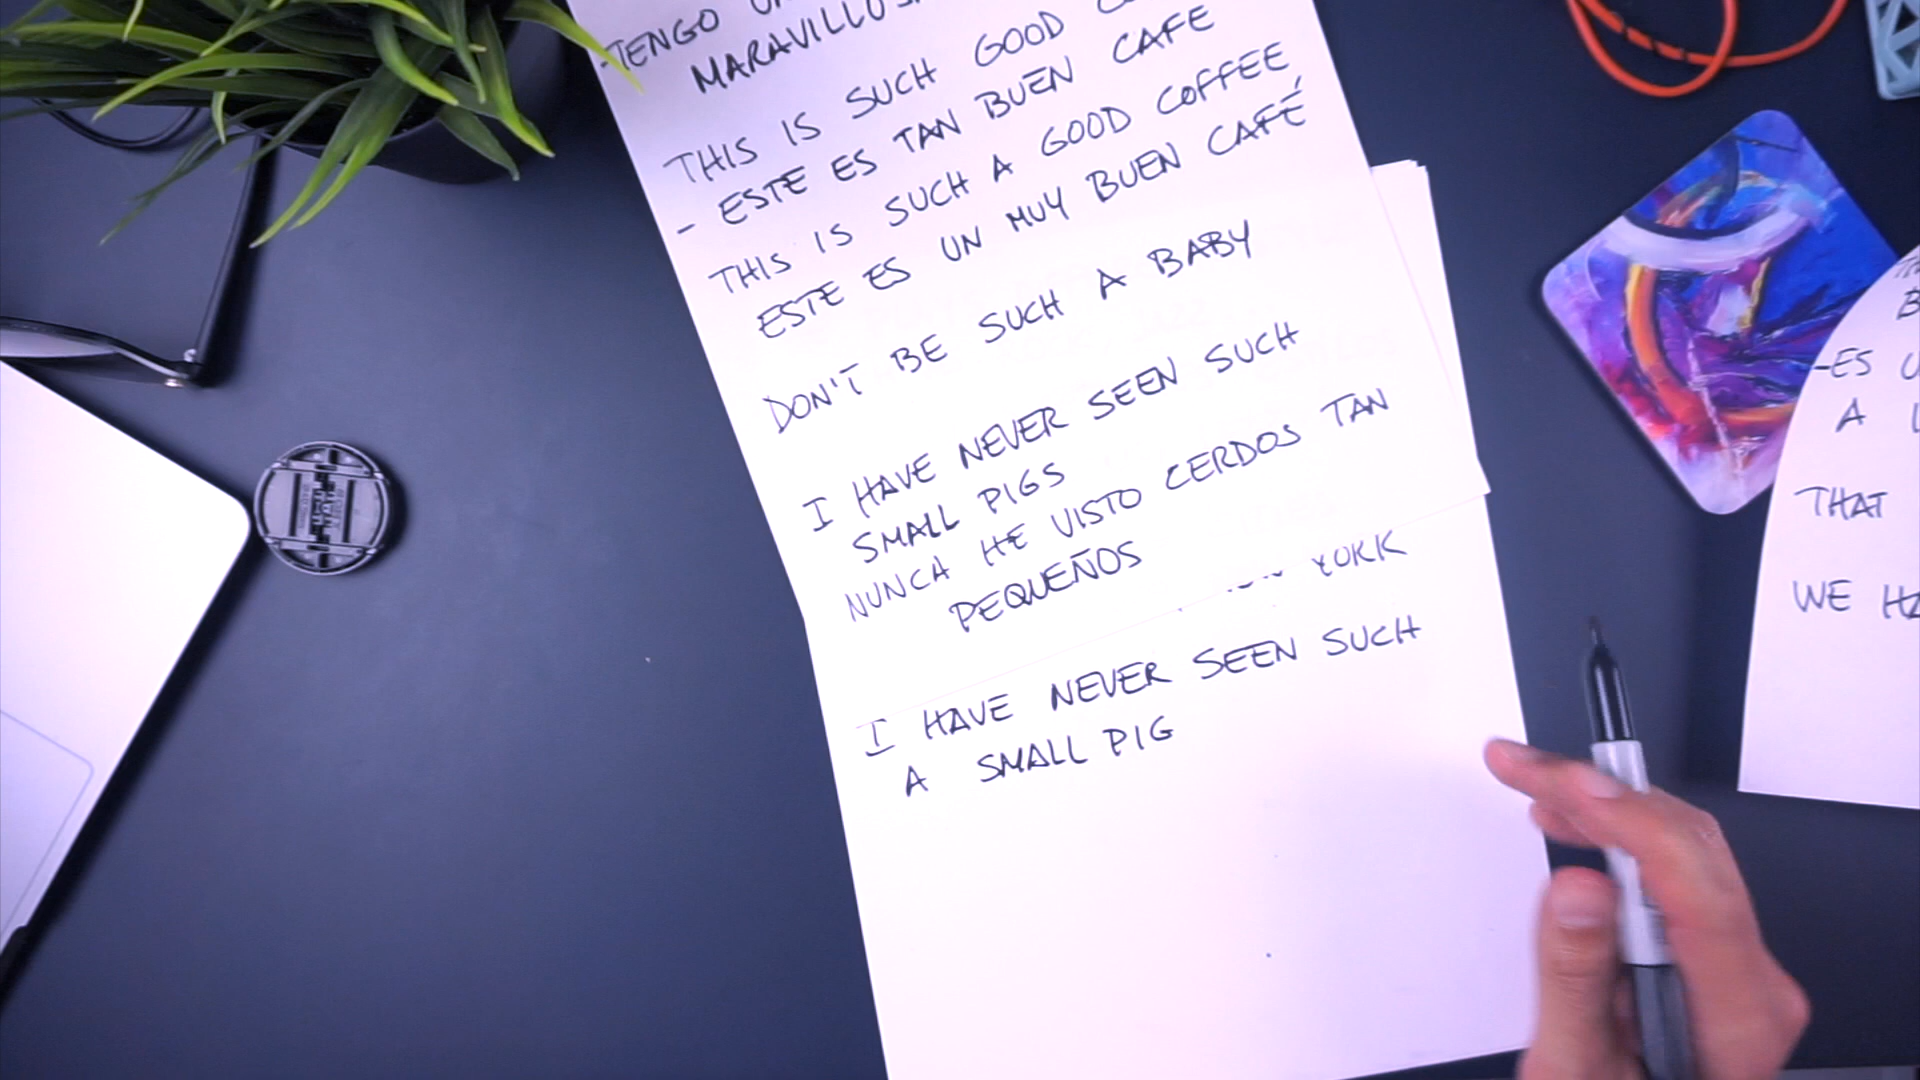 -TENGO
MARAVILLOS
THIS IS SUCH GOOD
- ESTE ES TAN BUEN CAFE
THIS IS SUCH A GOOD COFFEE
ESTE ES UN MUY BUEN CAFÉ
DON'T BE SUCH A BABY
I HAVE NEVER SEEN SUCH
SMALL PIGS
NUNCA HE VISTO CERDOS TAN
PEQUEÑOS
YORK
I HAVE NEVER SEEN SUCH
A SMALL PIG
-ES
A
THAT
WE